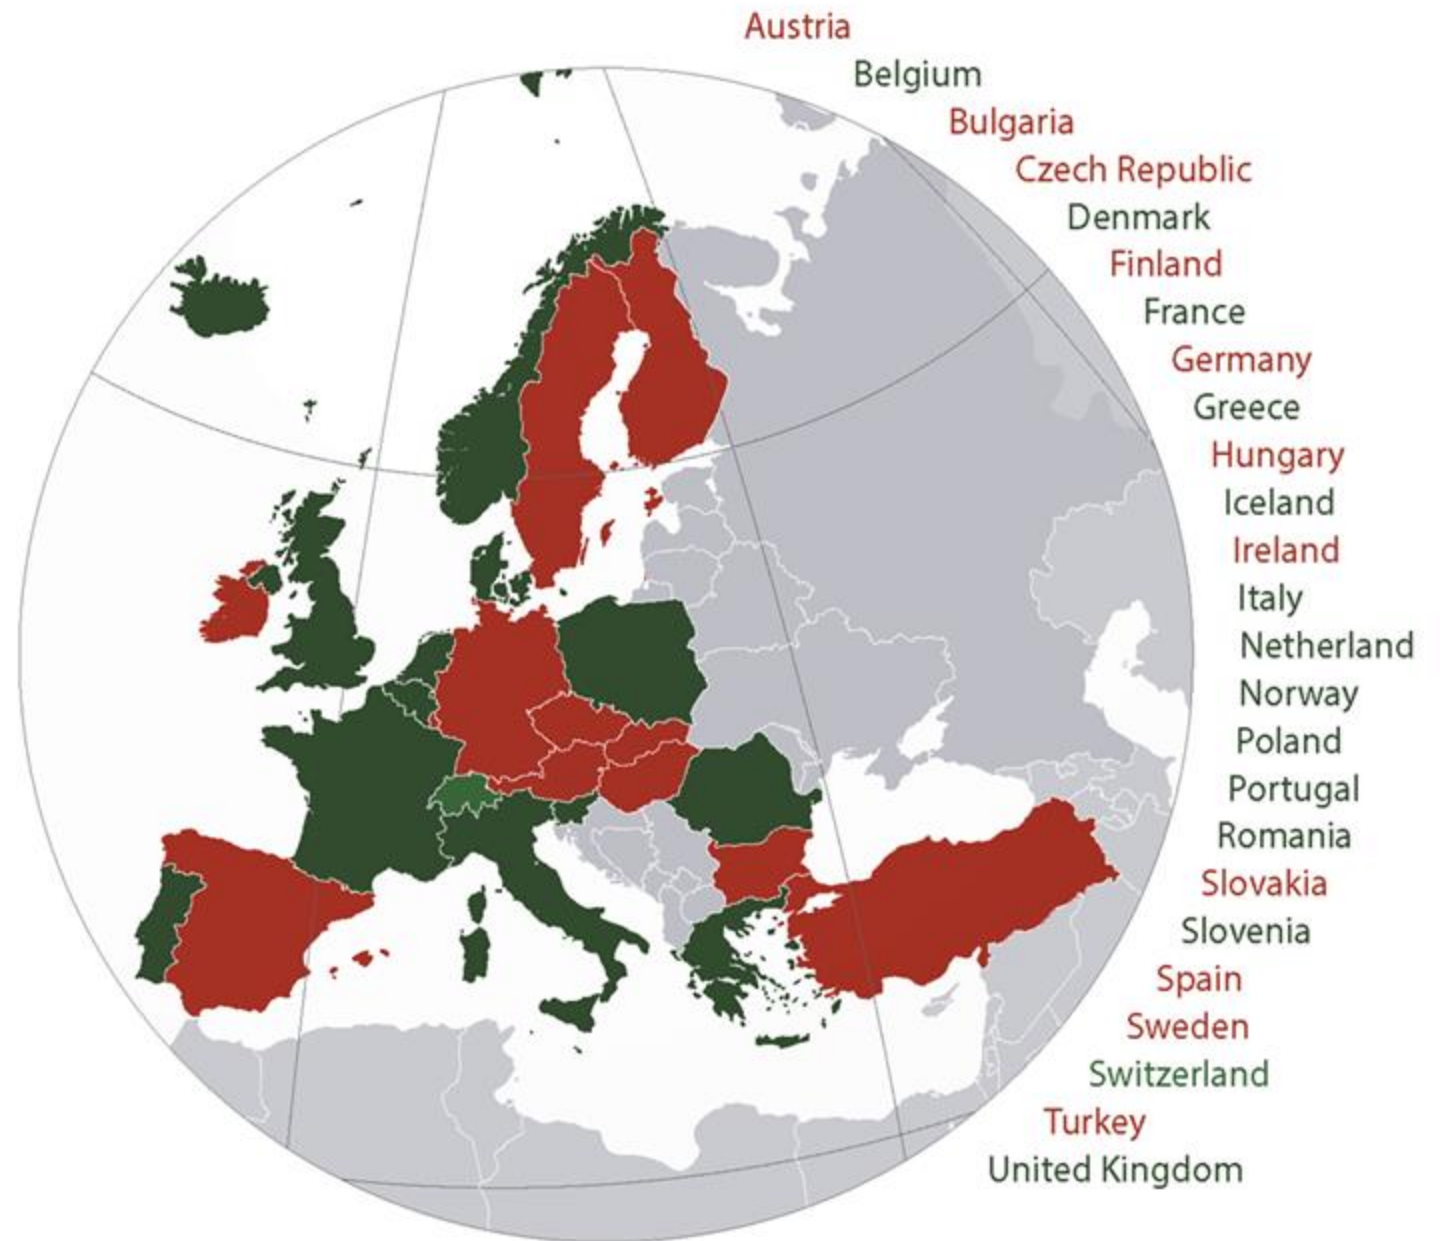 Austria
Belgium
Bulgaria
Czech Republic
Denmark
Finland
France
Germany
Greece
Hungary
Iceland
Ireland
Italy
Netherland
Norway
Poland
Portugal
Romania
Slovakia
Slovenia
Spain
Sweden
Switzerland
Turkey
United Kingdom